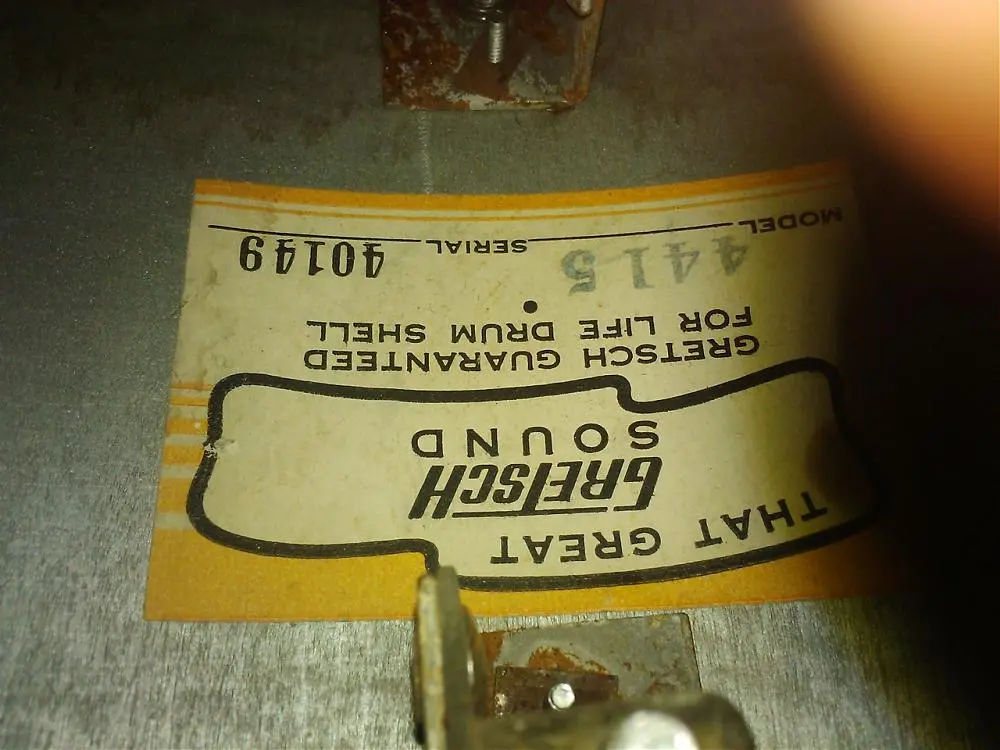 THAT GREAT
GRETSCH
SOUND
GRETSCH GUARANTEED
FOR LIFE DRUM SHELL
MODEL 4415 SERIAL 40149